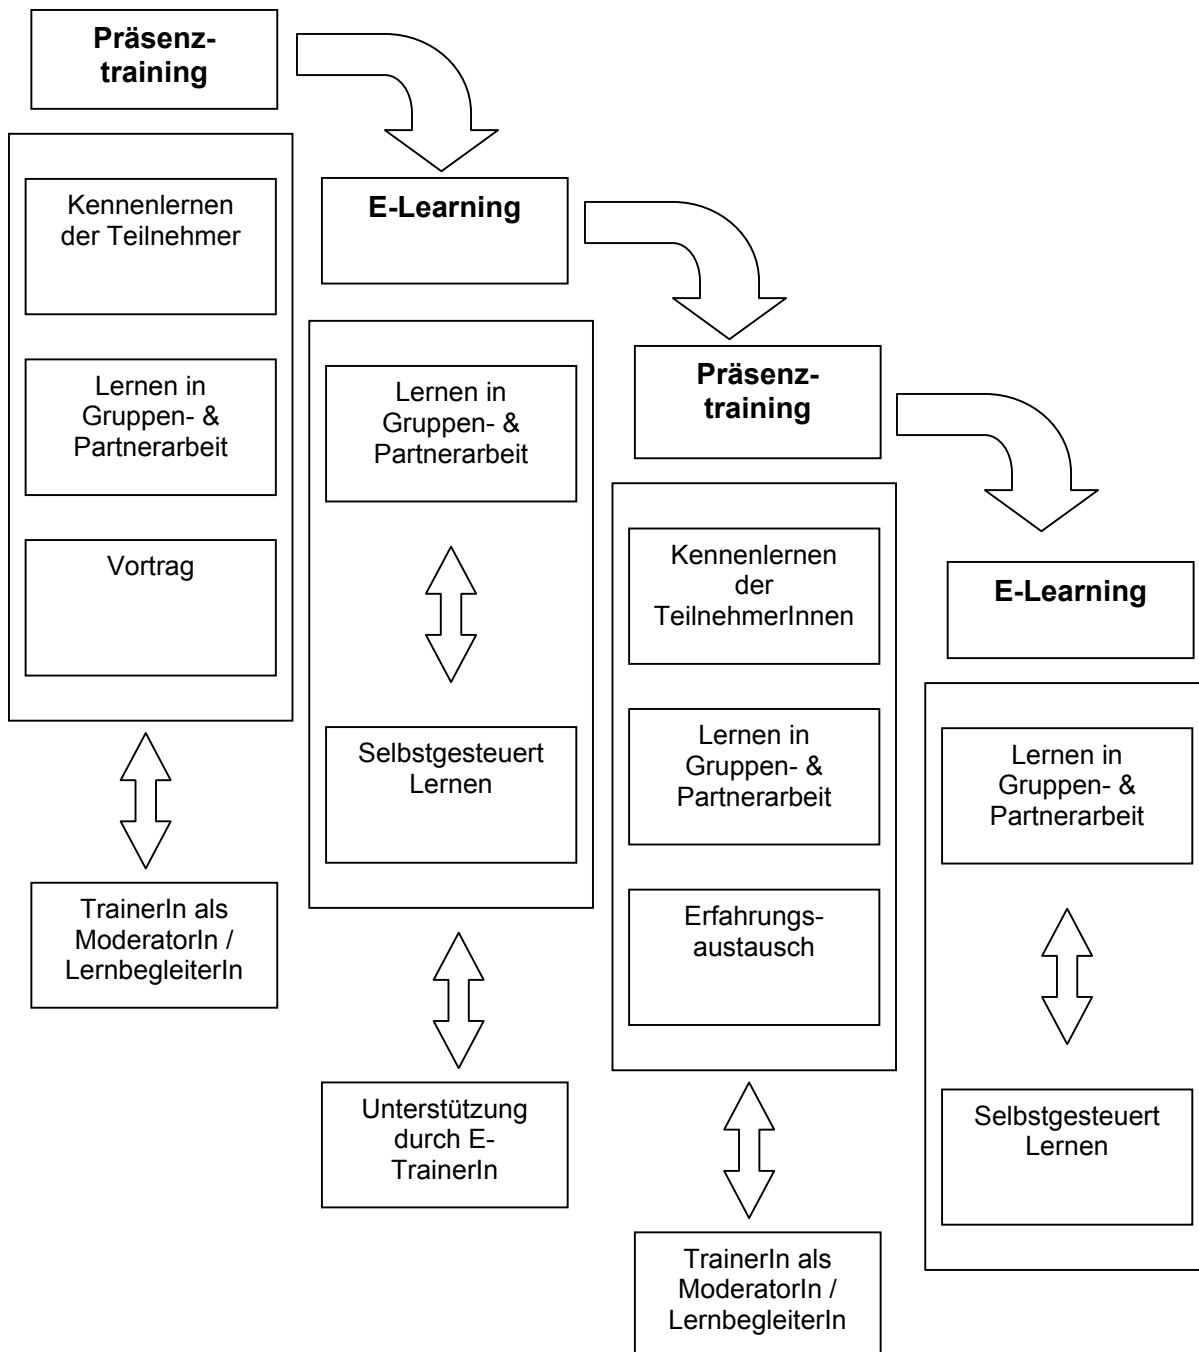 Präsenz-
training
Kennenlernen
der Teilnehmer
Lernen in
Gruppen- &
Partnerarbeit
Vortrag
TrainerIn als
ModeratorIn /
LernbegleiterIn
E-Learning
Lernen in
Gruppen- &
Partnerarbeit
Selbstgesteuert
Lernen
Unterstützung
durch E-
TrainerIn
Präsenz-
training
Kennenlernen
der
TeilnehmerInnen
Lernen in
Gruppen- &
Partnerarbeit
Erfahrungs-
austausch
TrainerIn als
ModeratorIn /
LernbegleiterIn
E-Learning
Lernen in
Gruppen- &
Partnerarbeit
Selbstgesteuert
Lernen